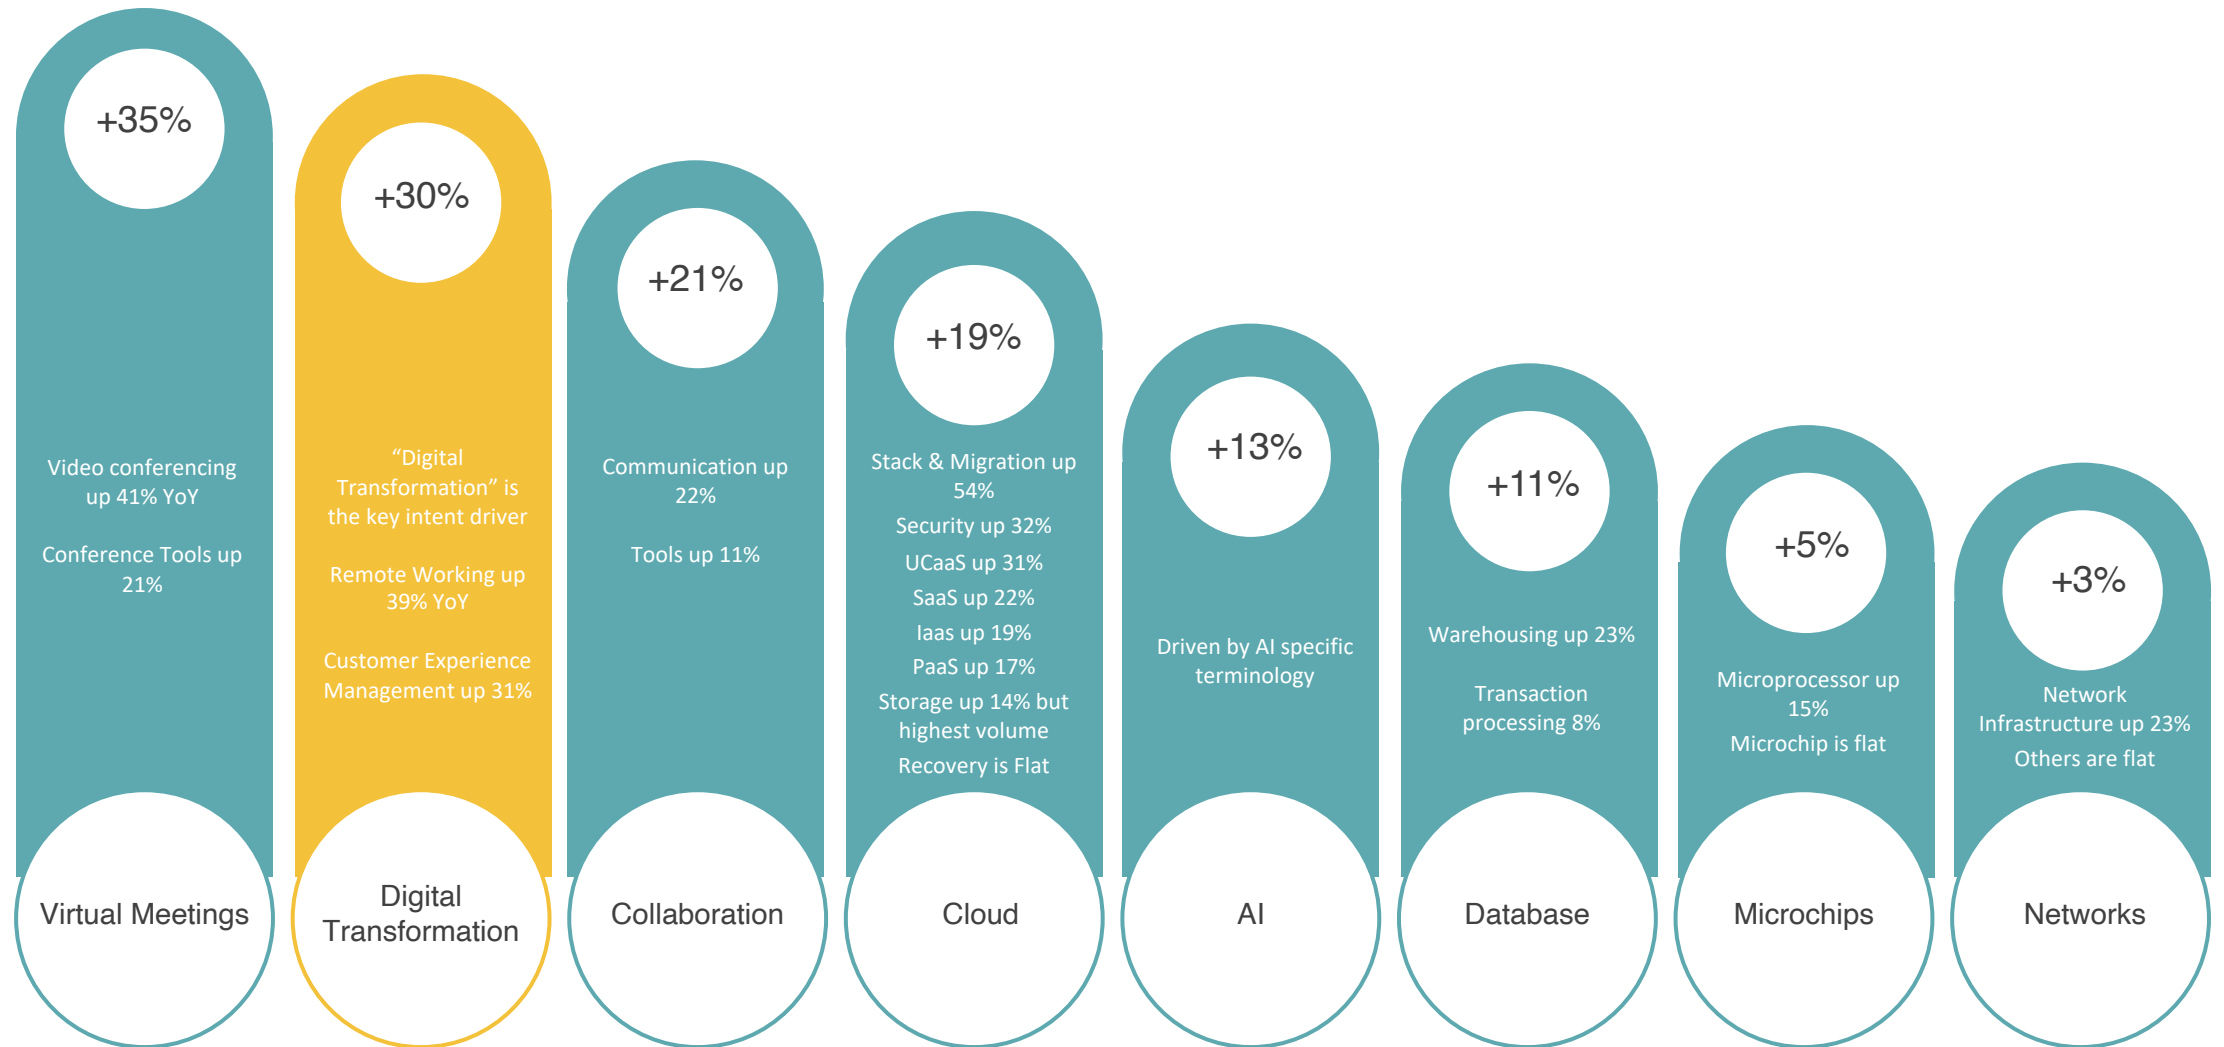 +35%
Video conferencing
up 41% YoY
Conference Tools up
21%
Virtual Meetings
+30%
“Digital
Transformation” is
the key intent driver
Remote Working up
39% YoY
Customer Experience
Management up 31%
Digital
Transformation
+21%
Communication up
22%
Tools up 11%
Collaboration
+19%
Stack & Migration up
54%
Security up 32%
UCaaS up 31%
SaaS up 22%
Iaas up 19%
PaaS up 17%
Storage up 14% but
highest volume
Recovery is Flat
Cloud
+13%
Driven by AI specific
terminology
AI
+11%
Warehousing up 23%
Transaction
processing 8%
Database
+5%
Microprocessor up
15%
Microchip is flat
Microchips
+3%
Network
Infrastructure up 23%
Others are flat
Networks